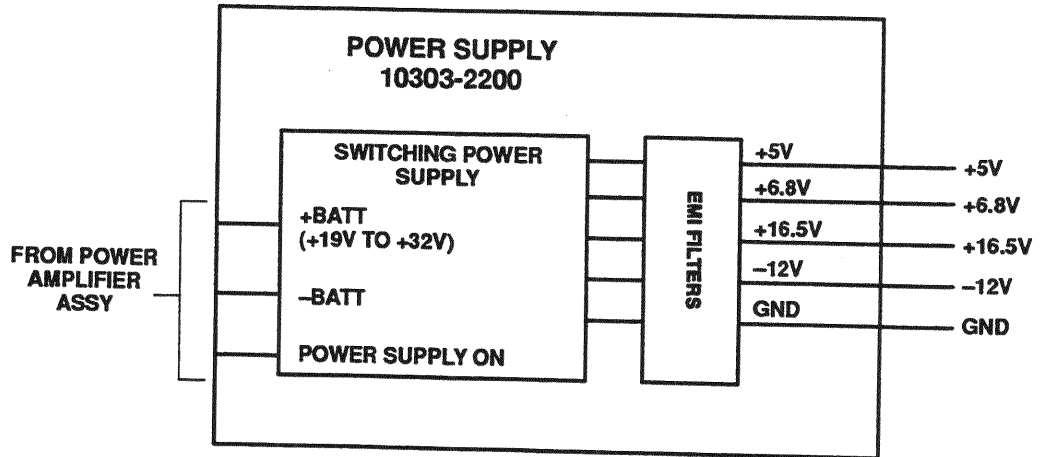 POWER SUPPLY
10303-2200
SWITCHING POWER
SUPPLY
+BATT
(+19V TO +32V)
–BATT
POWER SUPPLY ON
FROM POWER
AMPLIFIER
ASSY
EMI FILTERS
+5V
+6.8V
+16.5V
–12V
GND
+5V
+6.8V
+16.5V
–12V
GND